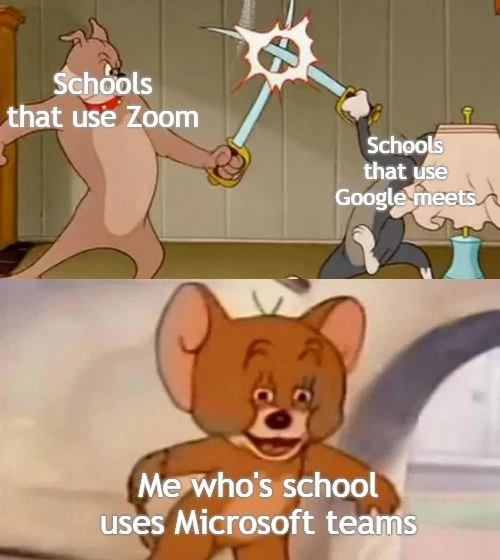 Schools
that use Zoom
Schools
that use
Google meets
Me who's school
uses Microsoft teams